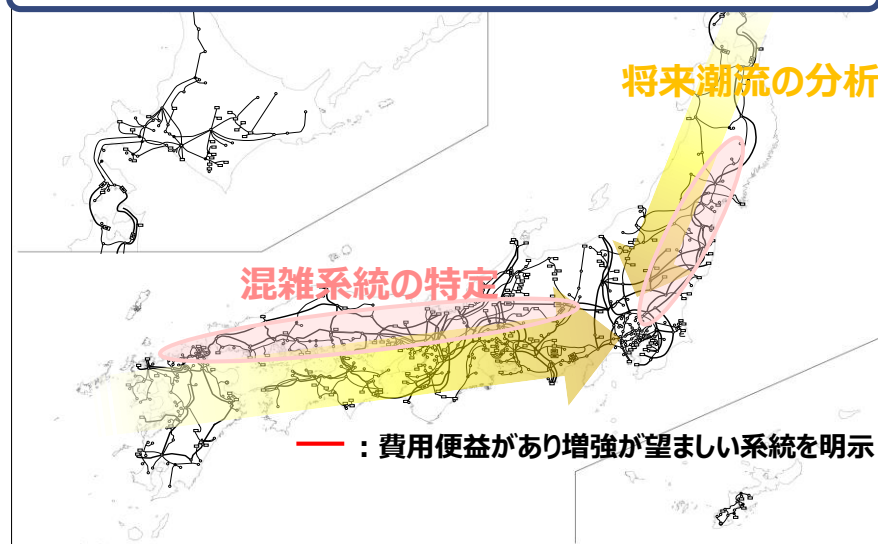 将来潮流の分析
混雑系統の特定
：費用便益があり増強が望ましい系統を明示